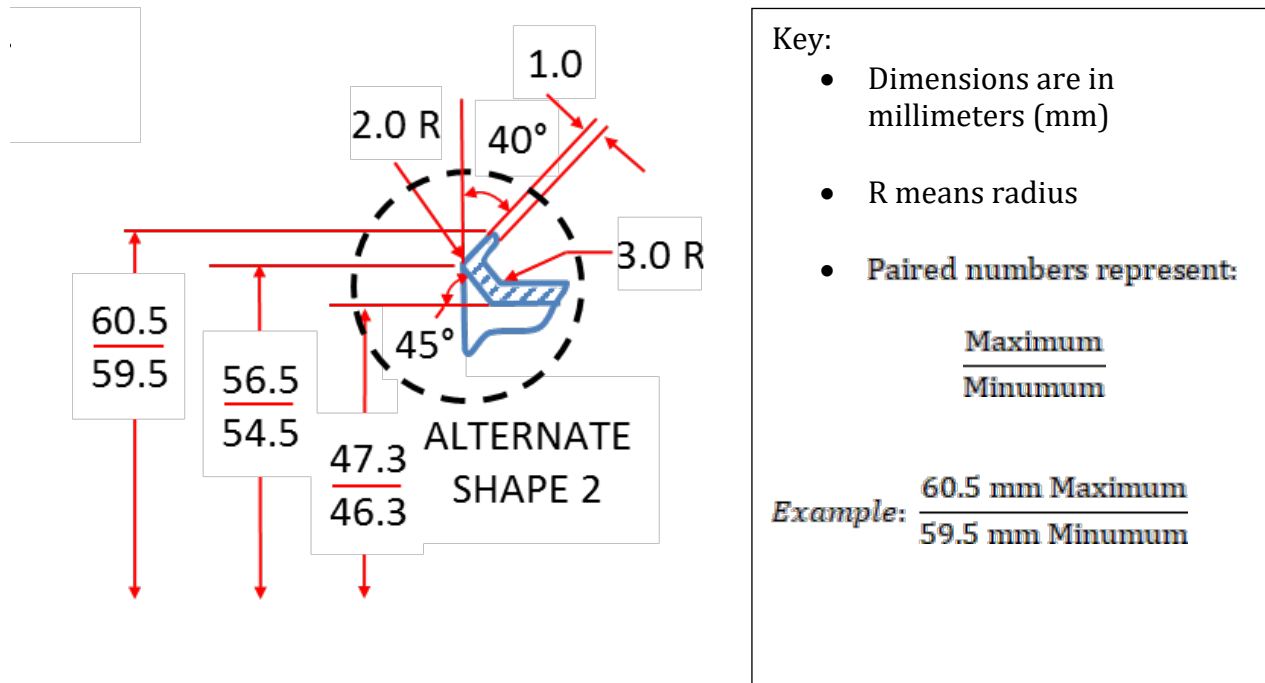 1.0
2.0 R
40°
3.0 R
60.5
59.5
45°
56.5
54.5
47.3
46.3
ALTERNATE
SHAPE 2
Key:
• Dimensions are in
millimeters (mm)
• R means radius
• Paired numbers represent:
Maximum
Minumum
Example: 60.5 mm Maximum
59.5 mm Minumum